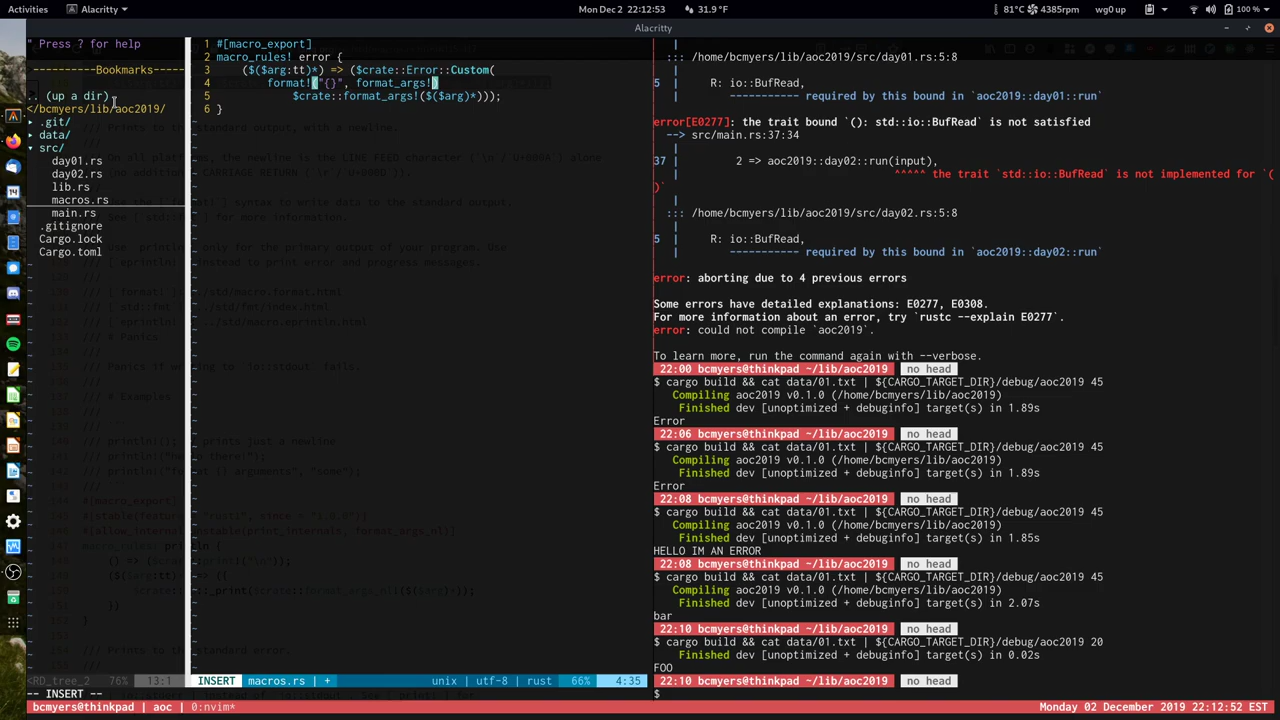 Activities
Alacritty
Mon Dec 2 22:12:53
31.9 °F
81°C
4385rpm
wg0 up
100 %
Alacritty
" Press ? for help
----------Bookmarks-----
.. (up a dir)
</bcmyers/lib/aoc2019/
.git/
data/
src/
day01.rs
day02.rs
lib.rs
macros.rs
main.rs
.gitignore
Cargo.lock
Cargo.toml
1 #[macro_export]
2 macro_rules! error {
3 ($($arg:tt)*) => ($crate::Error::Custom(
4 format!("{}", format_args!)
5 $crate::format_args!($($arg)*)));
6 }
::: /home/bcmyers/lib/aoc2019/src/day01.rs:5:8
|
5 | R: io::BufRead,
| ----------- required by this bound in `aoc2019::day01::run`
error[E0277]: the trait bound `(): std::io::BufRead` is not satisfied
--> src/main.rs:37:34
|
37 | 2 => aoc2019::day02::run(input),
| ^^^^^ the trait `std::io::BufRead` is not implemented for `(
)`
|
::: /home/bcmyers/lib/aoc2019/src/day02.rs:5:8
|
5 | R: io::BufRead,
| ----------- required by this bound in `aoc2019::day02::run`
error: aborting due to 4 previous errors
Some errors have detailed explanations: E0277, E0308.
For more information about an error, try `rustc --explain E0277`.
error: could not compile `aoc2019`.
To learn more, run the command again with --verbose.
22:00 bcmyers@thinkpad ~/lib/aoc2019 no head
$ cargo build && cat data/01.txt | ${CARGO_TARGET_DIR}/debug/aoc2019 45
Compiling aoc2019 v0.1.0 (/home/bcmyers/lib/aoc2019)
Finished dev [unoptimized + debuginfo] target(s) in 1.89s
Error
22:06 bcmyers@thinkpad ~/lib/aoc2019 no head
$ cargo build && cat data/01.txt | ${CARGO_TARGET_DIR}/debug/aoc2019 45
Compiling aoc2019 v0.1.0 (/home/bcmyers/lib/aoc2019)
Finished dev [unoptimized + debuginfo] target(s) in 1.89s
Error
22:08 bcmyers@thinkpad ~/lib/aoc2019 no head
$ cargo build && cat data/01.txt | ${CARGO_TARGET_DIR}/debug/aoc2019 45
Compiling aoc2019 v0.1.0 (/home/bcmyers/lib/aoc2019)
Finished dev [unoptimized + debuginfo] target(s) in 1.85s
HELLO IM AN ERROR
22:08 bcmyers@thinkpad ~/lib/aoc2019 no head
$ cargo build && cat data/01.txt | ${CARGO_TARGET_DIR}/debug/aoc2019 45
Compiling aoc2019 v0.1.0 (/home/bcmyers/lib/aoc2019)
Finished dev [unoptimized + debuginfo] target(s) in 2.07s
bar
22:10 bcmyers@thinkpad ~/lib/aoc2019 no head
$ cargo build && cat data/01.txt | ${CARGO_TARGET_DIR}/debug/aoc2019 20
Finished dev [unoptimized + debuginfo] target(s) in 0.02s
FOO
22:10 bcmyers@thinkpad ~/lib/aoc2019 no head
$
<RD_tree_2 76% 13:1
INSERT macros.rs | + unix | utf-8 | rust 66% 4:35
-- INSERT --
bcmyers@thinkpad | aoc | 0:nvim*
Monday 02 December 2019 22:12:52 EST